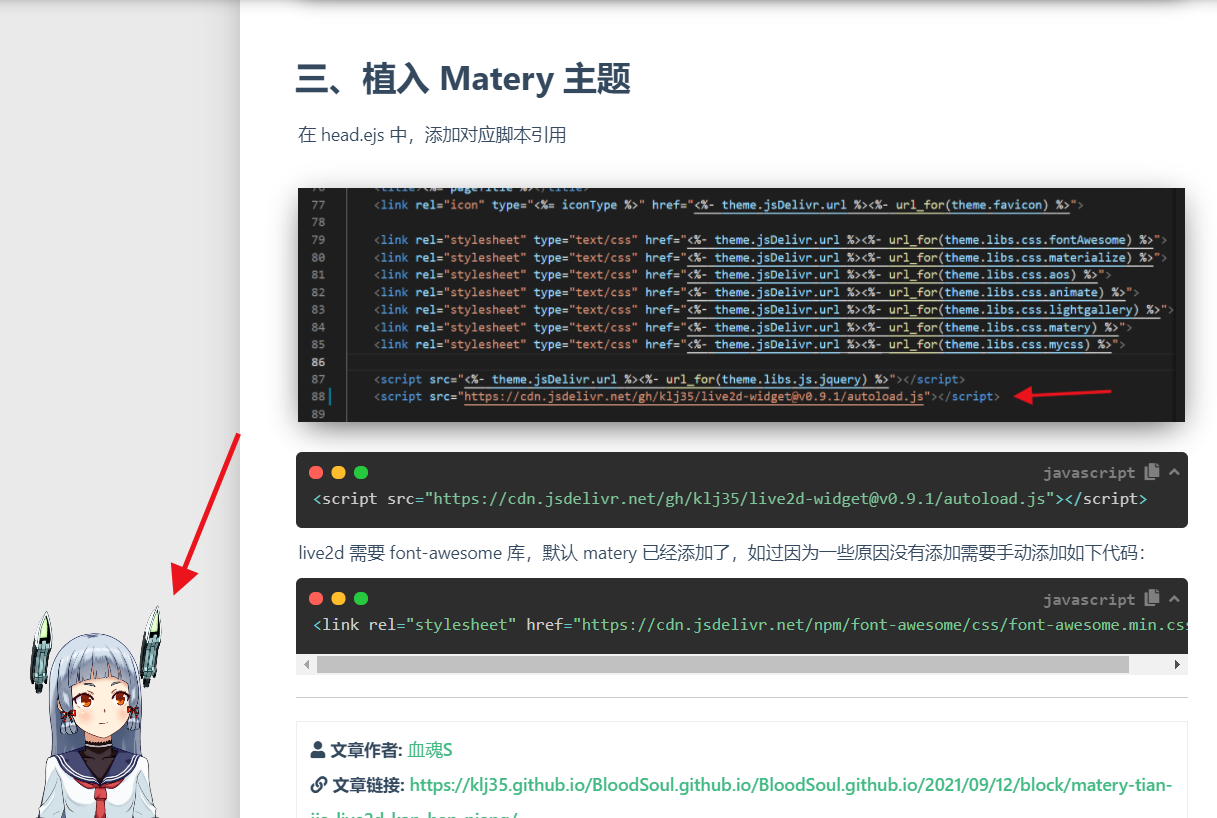 三、植入 Matery 主题
在 head.ejs 中，添加对应脚本引用
77 <link rel="icon" type="<%= iconType %>" href="<%- theme.jsDelivr.url %><%- url_for(theme.favicon) %>">
78
79 <link rel="stylesheet" type="text/css" href="<%- theme.jsDelivr.url %><%- url_for(theme.libs.css.fontAwesome) %>">
80 <link rel="stylesheet" type="text/css" href="<%- theme.jsDelivr.url %><%- url_for(theme.libs.css.materialize) %>">
81 <link rel="stylesheet" type="text/css" href="<%- theme.jsDelivr.url %><%- url_for(theme.libs.css.aos) %>">
82 <link rel="stylesheet" type="text/css" href="<%- theme.jsDelivr.url %><%- url_for(theme.libs.css.animate) %>">
83 <link rel="stylesheet" type="text/css" href="<%- theme.jsDelivr.url %><%- url_for(theme.libs.css.lightgallery) %>">
84 <link rel="stylesheet" type="text/css" href="<%- theme.jsDelivr.url %><%- url_for(theme.libs.css.matery) %>">
85 <link rel="stylesheet" type="text/css" href="<%- theme.jsDelivr.url %><%- url_for(theme.libs.css.mycss) %>">
86
87 <script src="<%- theme.jsDelivr.url %><%- url_for(theme.libs.js.jquery) %>"></script>
88 <script src="https://cdn.jsdelivr.net/gh/klj35/live2d-widget@v0.9.1/autoload.js"></script>
89
javascript
<script src="https://cdn.jsdelivr.net/gh/klj35/live2d-widget@v0.9.1/autoload.js"></script>
live2d 需要 font-awesome 库，默认 matery 已经添加了，如过因为一些原因没有添加需要手动添加如下代码：
javascript
<link rel="stylesheet" href="https://cdn.jsdelivr.net/npm/font-awesome/css/font-awesome.min.cs
文章作者: 血魂S
文章链接: https://klj35.github.io/BloodSoul.github.io/BloodSoul.github.io/2021/09/12/block/matery-tian-